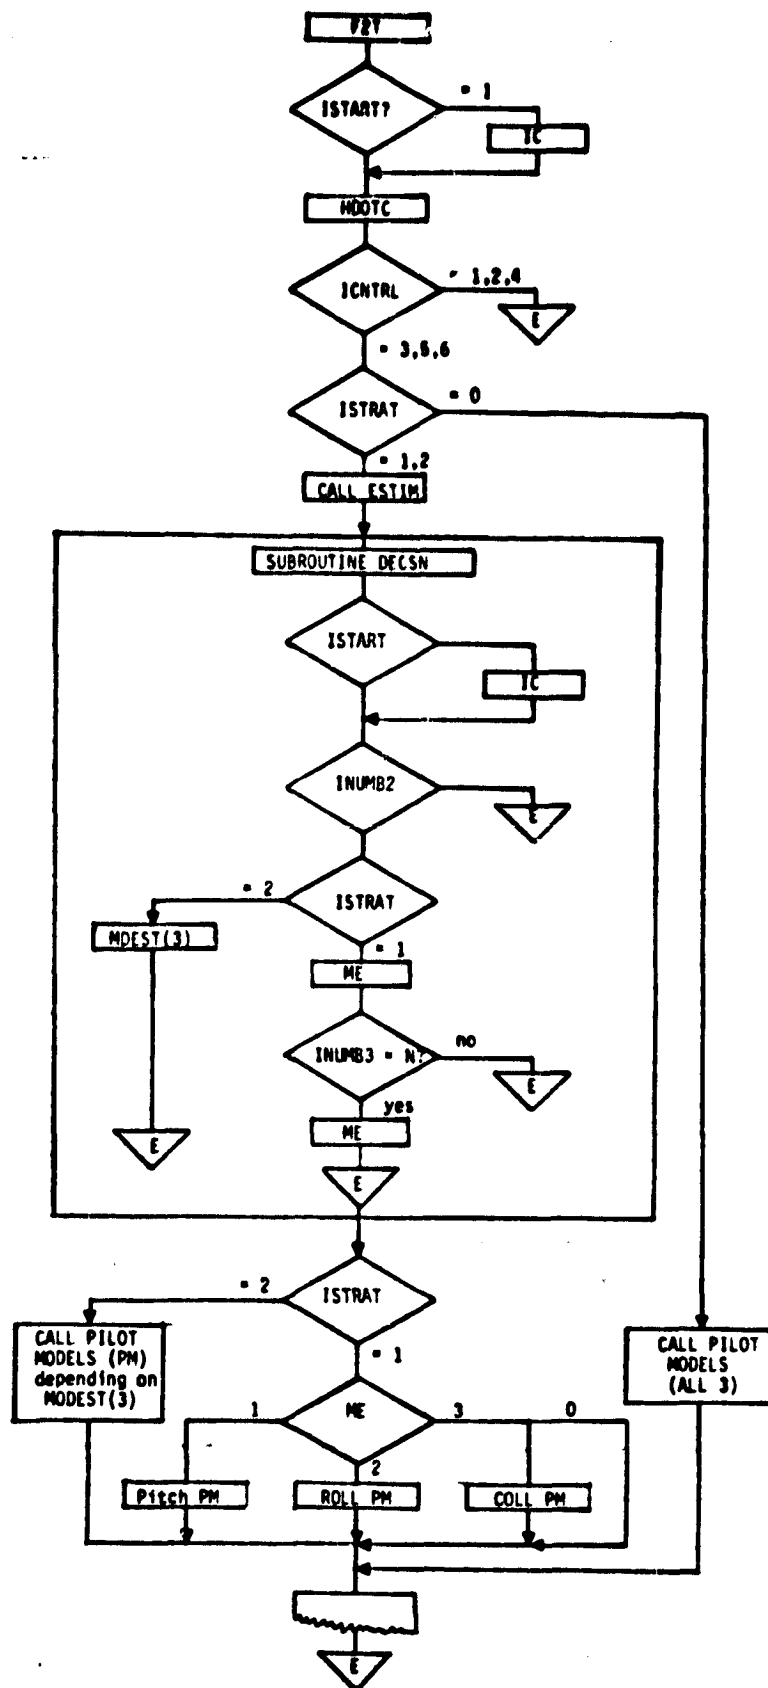 F2Y
ISTART?
= 1
IC
HDOTC
ICNTRL
= 1,2,4
E
= 3,5,6
ISTRAT
= 0
= 1,2
CALL ESTIM
SUBROUTINE DECSN
ISTART
IC
INUMB2
E
= 2
ISTRAT
MDEST(3)
= 1
ME
INUMB3 = N?
no
E
yes
ME
E
E
= 2
ISTRAT
CALL PILOT
MODELS (PM)
depending on
MODEST(3)
= 1
CALL PILOT
MODELS
(ALL 3)
1
ME
3
0
2
Pitch PM
ROLL PM
COLL PM
E